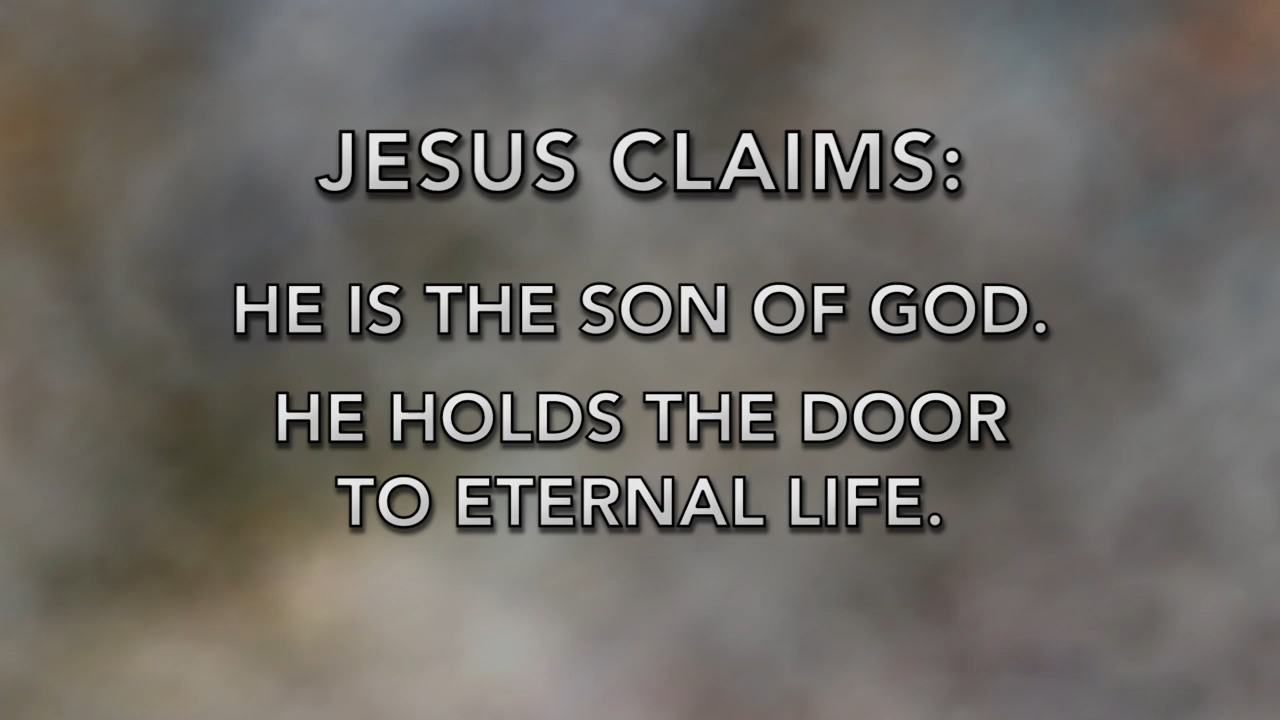 JESUS CLAIMS:
HE IS THE SON OF GOD.
HE HOLDS THE DOOR
TO ETERNAL LIFE.